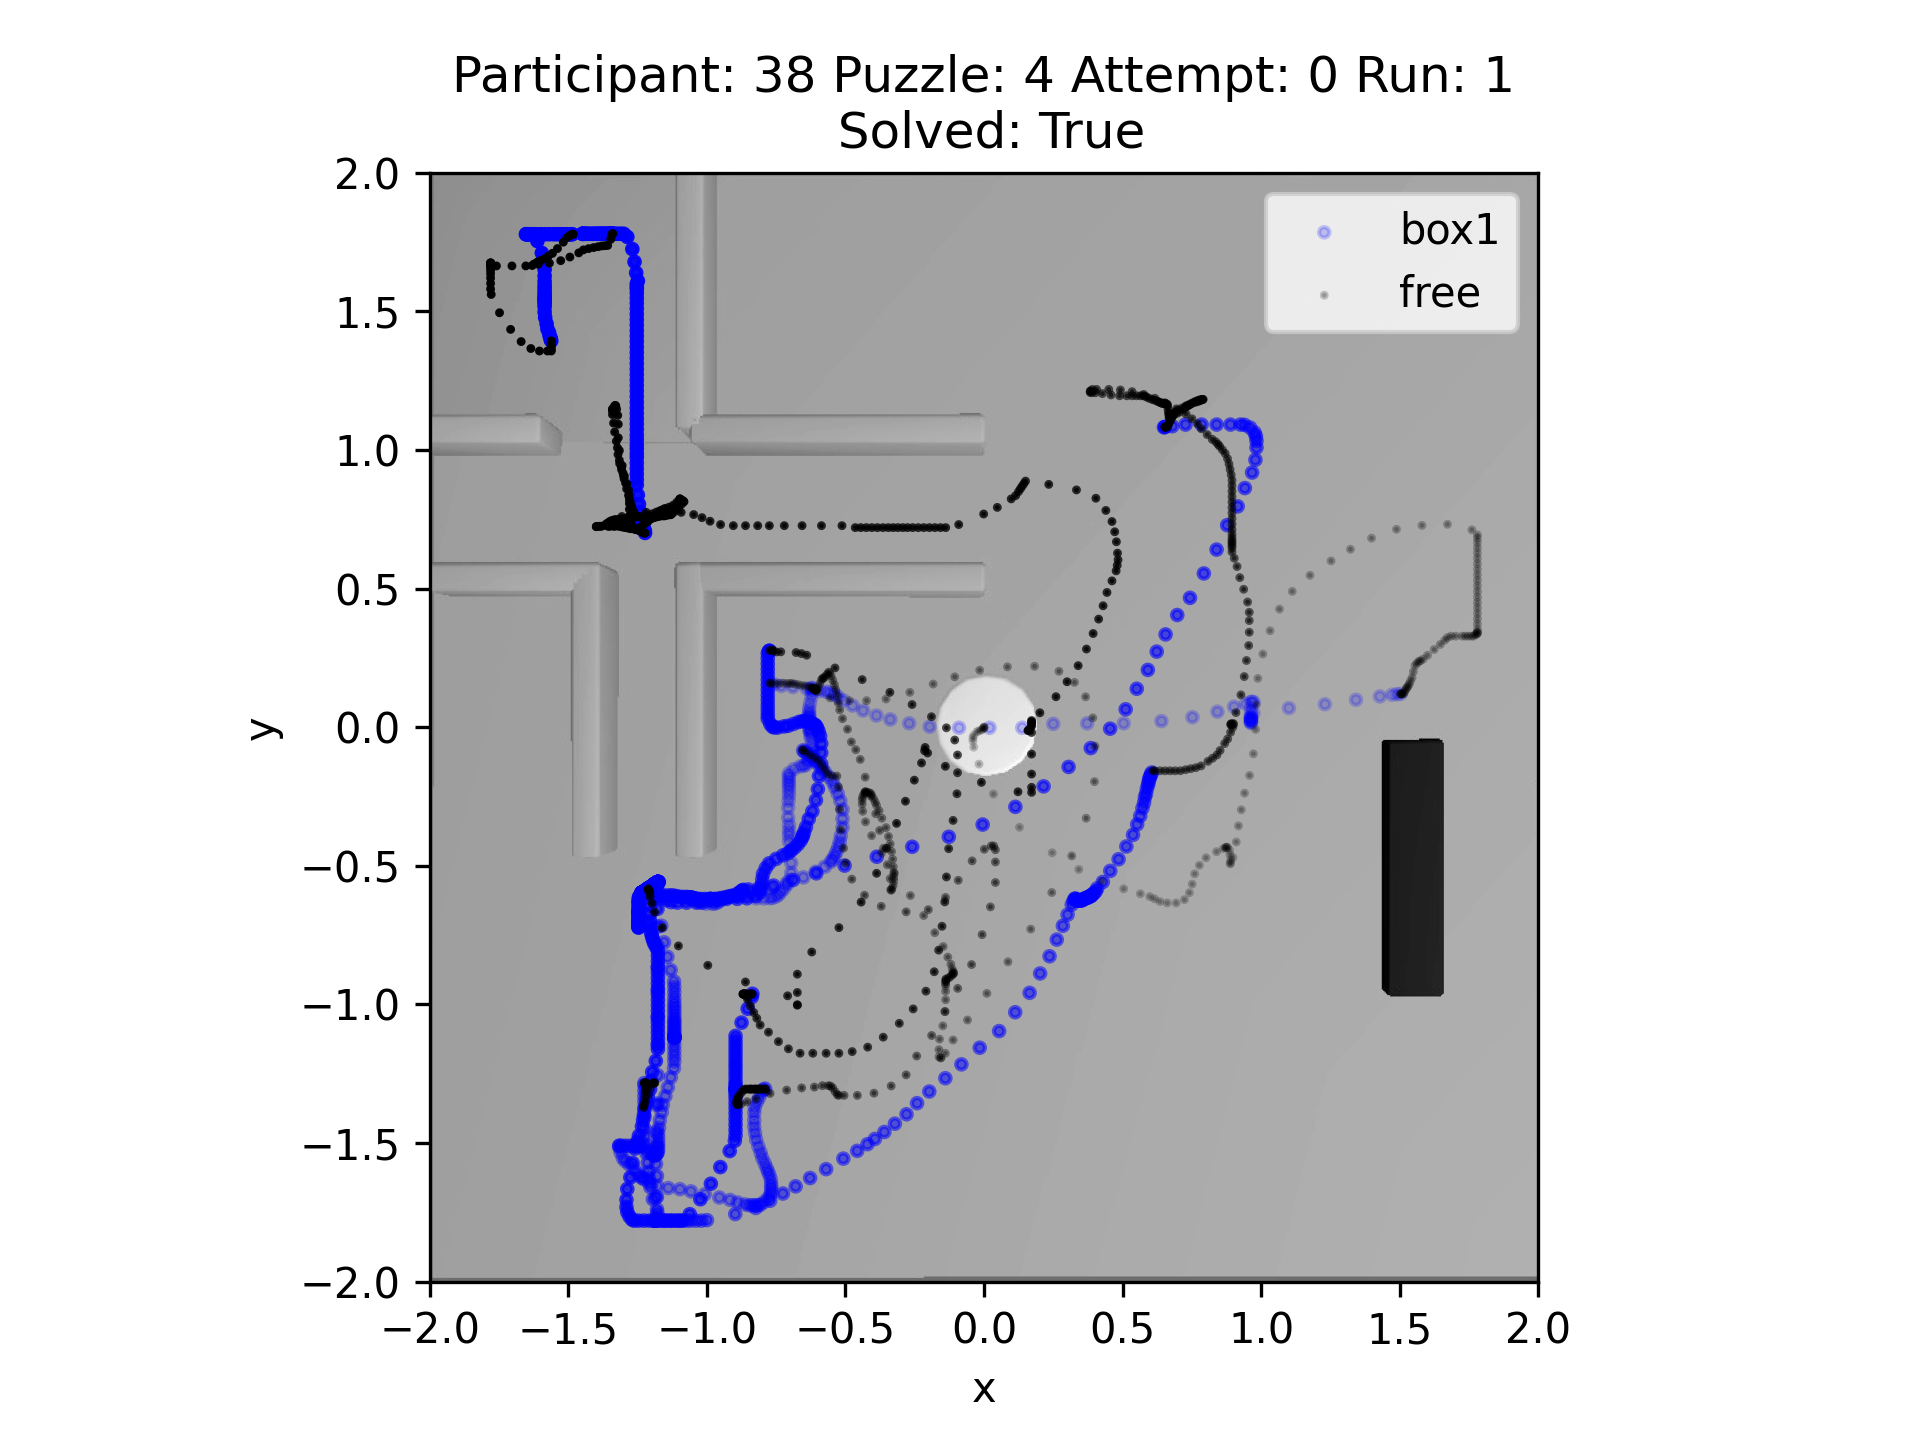 Participant: 38 Puzzle: 4 Attempt: 0 Run: 1
Solved: True
2.0
1.5
1.0
0.5
0.0
−0.5
−1.0
−1.5
−2.0
y
box1
free
−2.0 −1.5 −1.0 −0.5 0.0 0.5 1.0 1.5 2.0
x